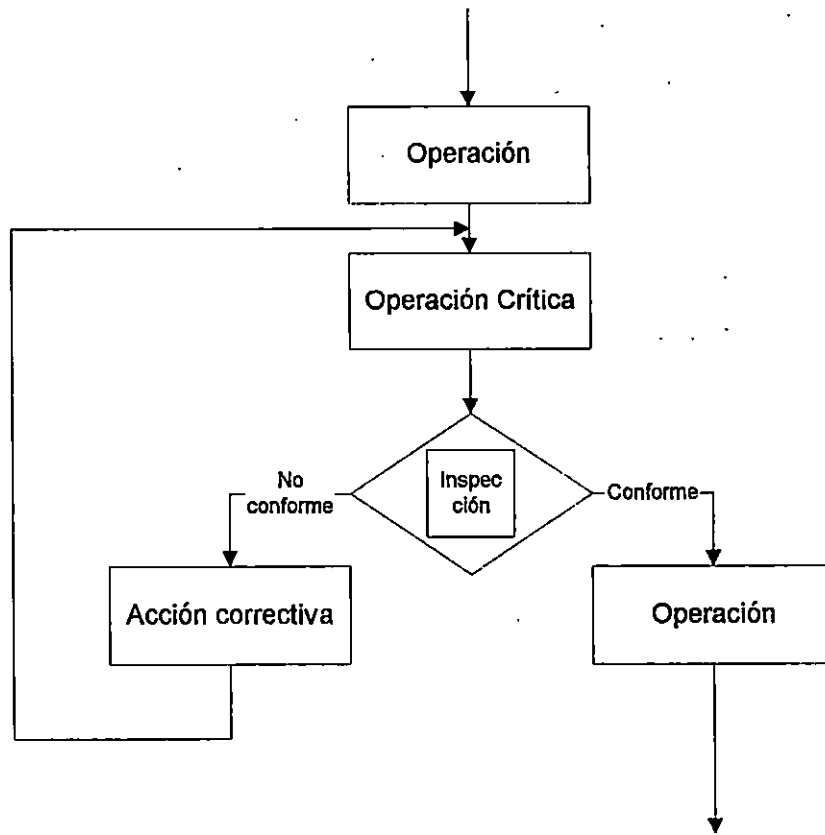 Operación
Operación Crítica
No
conforme
Inspec
ción
Conforme
Acción correctiva
Operación